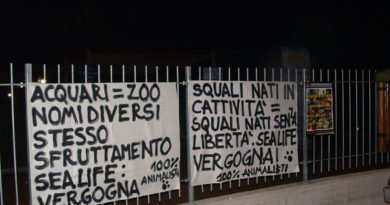 ACQUARI = ZOO
NOMI DIVERSI
STESSO
SFRUTTAMENTO
SEALIFE:
VERGOGNA
100%
ANIMALISTI
SQUALI NATI IN
CATTIVITÀ =
SQUALI NATI SENZA
LIBERTÀ: SEALIFE
VERGOGNA!
100% ANIMALISTI